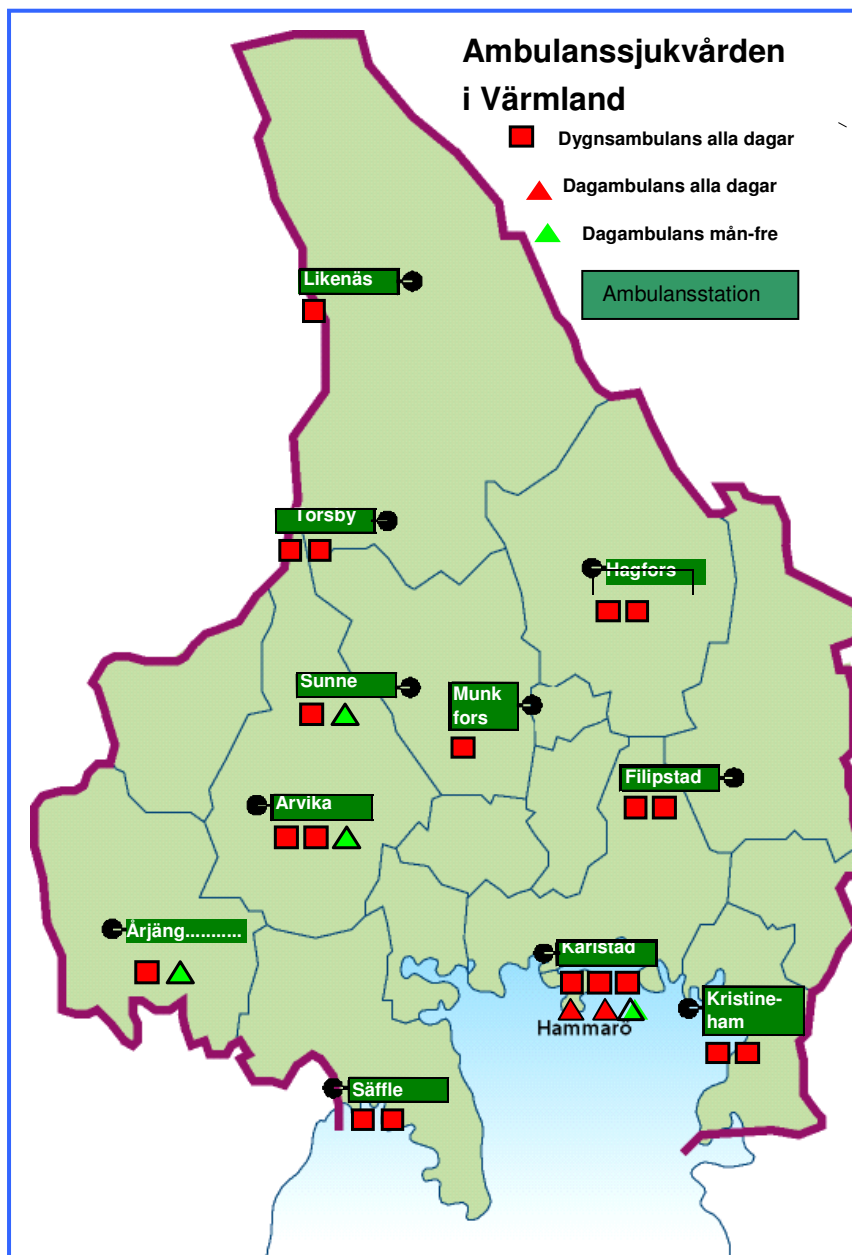 Ambulanssjukvården
i Värmland
Dygnsambulans alla dagar
Dagambulans alla dagar
Dagambulans mån-fre
Ambulansstation
Likenäs
Torsby
Hagfors
Sunne
Munk
fors
Filipstad
Arvika
Årjäng...........
Karlstad
Kristine-
ham
Hammarö
Säffle